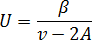 U = β / (v − 2A)